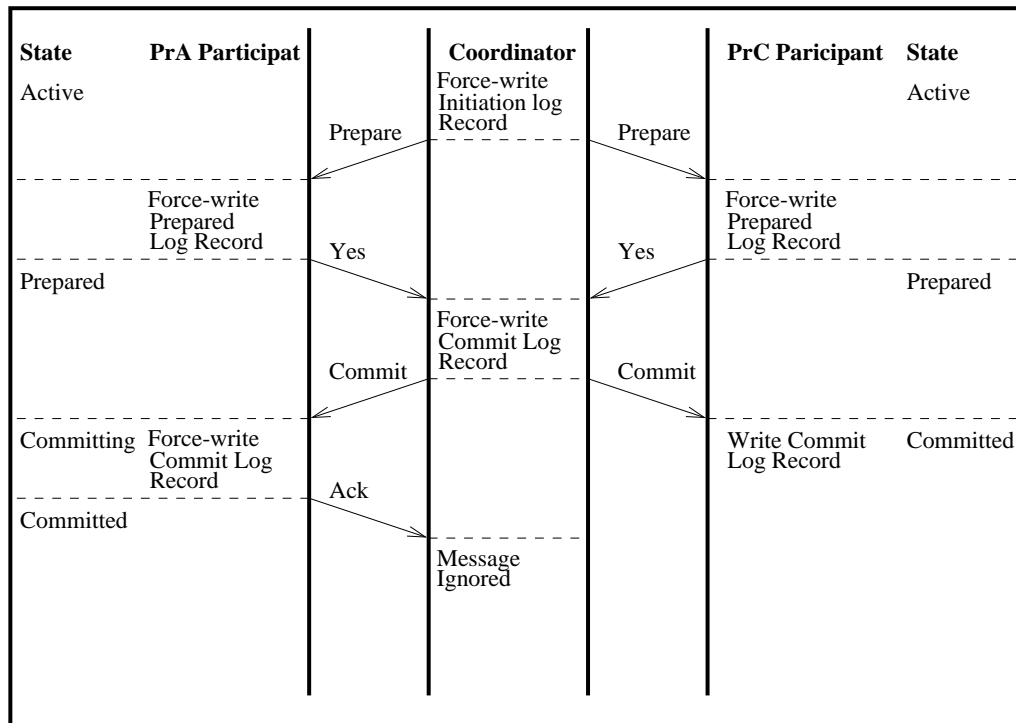 State PrA Participat Coordinator PrC Paricipant State
Active Force-write Active
Initiation log
Record
Prepare Prepare
Force-write Force-write
Prepared Prepared
Log Record Log Record
Yes Yes
Prepared Prepared
Force-write
Commit Log
Record
Commit Commit
Committing Force-write Write Commit Committed
Commit Log Log Record
Record
Ack
Committed
Message
Ignored